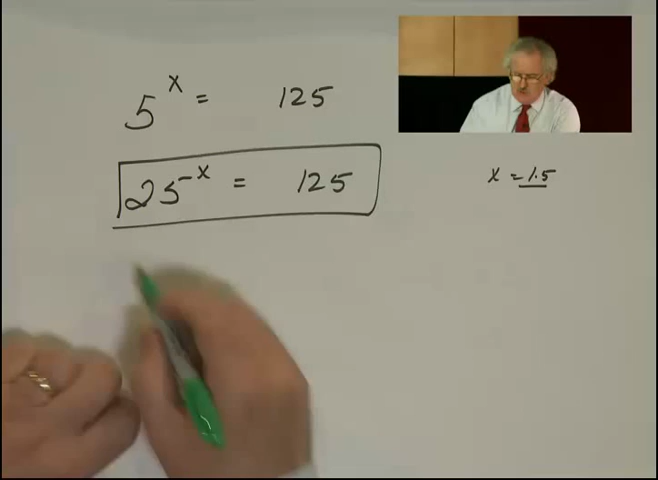 5^x = 125
25^-x = 125
x = 1.5